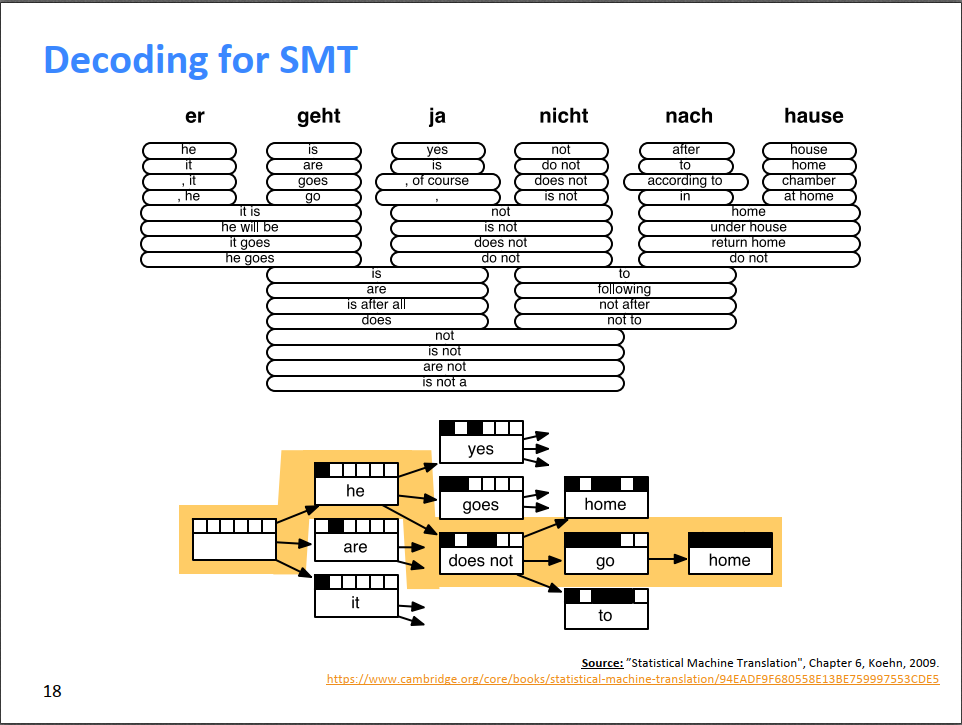 Decoding for SMT
er geht ja nicht nach hause
he is yes not after house
it are is do not to home
, it goes , of course does not according to chamber
, he go , is not in at home
it is not home
he will be is not under house
it goes does not return home
he goes do not do not
is to
are following
is after all not after
does not to
not
is not
are not
is not a
yes
he goes home
are does not go home
it to
Source: "Statistical Machine Translation", Chapter 6, Koehn, 2009.
https://www.cambridge.org/core/books/statistical-machine-translation/94EADF9F680558E13BE759997553CDE5
18